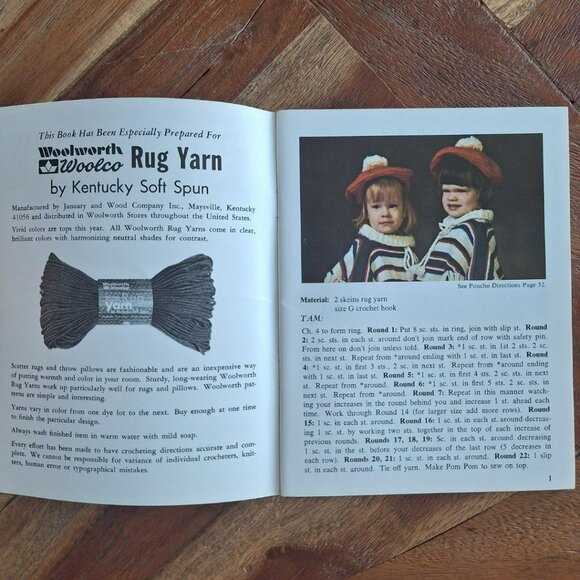 This Book Has Been Especially Prepared For
Woolworth
Woolco Rug Yarn
by Kentucky Soft Spun
Manufactured by January and Wood Company Inc., Maysville, Kentucky
41056 and distributed in Woolworth Stores throughout the United States.
Vivid colors are tops this year. All Woolworth Rug Yarns come in clear,
brilliant colors with harmonizing neutral shades for contrast.
Woolworth
Woolco
RUG
yarn
Scatter rugs and throw pillows are fashionable and are an inexpensive way
of putting warmth and color in your room. Sturdy, long-wearing Woolworth
Rug Yarns work up particularly well for rugs and pillows. Woolworth pat-
terns are simple and interesting.
Yarns vary in color from one dye lot to the next. Buy enough at one time
to finish the particular design.
Always wash finished item in warm water with mild soap.
Every effort has been made to have crocheting directions accurate and com-
plete. We cannot be responsible for variance of individual crocheters, knit-
ters, human error or typographical mistakes.
See Poncho Directions Page 32.
Material: 2 skeins rug yarn
size G crochet hook
TAM:
Ch. 4 to form ring. Round 1: Put 8 sc. sts. in ring, join with slip st. Round
2: 2 sc. sts. in each st. around don't join mark end of row with safety pin.
From here on don't join unless told. Round 3: *1 sc. st. in 1st 2 sts. 2 sc.
sts. in next st. Repeat from *around ending with 1 sc. st. in last st. Round
4: *1 sc. st. in first 3 sts., 2 sc. sts. in next st. Repeat from *around ending
with 1 sc. st. in last st. Round 5: *1 sc. st. in first 4 sts. 2 sc. st. in next
st. Repeat from *around. Round 6: *1 sc. st. in first 5 sts. 2 sc. sts. in
next st. Repeat from *around. Round 7: Repeat in this manner watch-
ing your increases in the round behind you and increase 1 st. ahead each
time. Work through Round 14 (for larger size add more rows). Round
15: 1 sc. st. in each st. around. Round 16: 1 sc. st. in each st. around decreas-
ing 1 sc. st. by working two sts. together in the top of each increase of
previous rounds. Rounds 17, 18, 19: Sc. in each st. around decreasing
1 sc. st. in the st. before your decreases of the last row (5 decreases in
each row). Rounds 20, 21: 1 sc. st. in each st. around. Round 22: 1 slip
st. in each st. around. Tie off yarn. Make Pom Pom to sew on top.
1